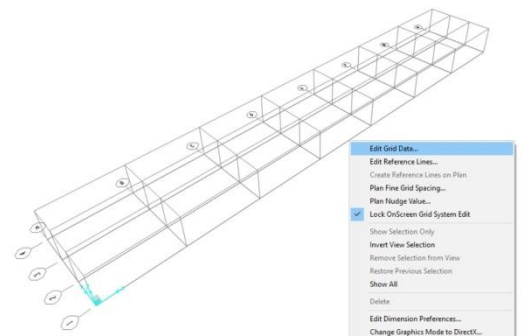 Edit Grid Data...
Edit Reference Lines...
Create Reference Lines on Plan
Plan Fine Grid Spacing...
Plan Nudge Value...
Lock OnScreen Grid System Edit
Show Selection Only
Invert View Selection
Remove Selection from View
Restore Previous Selection
Show All
Delete
Edit Dimension Preferences...
Change Graphics Mode to DirectX...